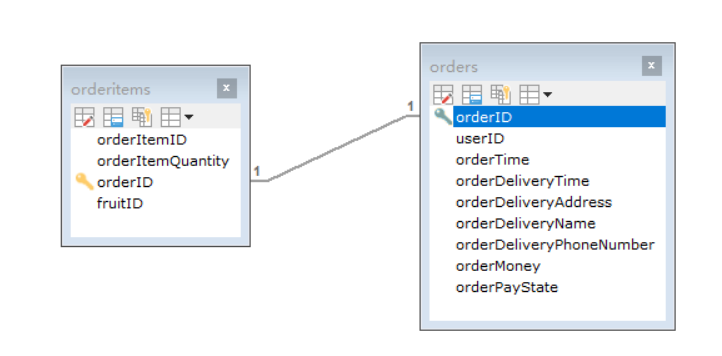 orderitems
orderItemID
orderItemQuantity
orderID
fruitID
1
1
orders
orderID
userID
orderTime
orderDeliveryTime
orderDeliveryAddress
orderDeliveryName
orderDeliveryPhoneNumber
orderMoney
orderPayState